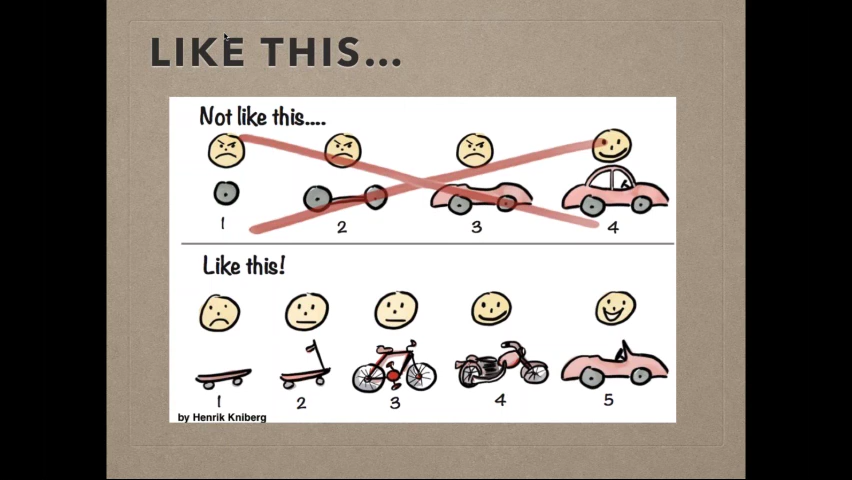 LIKE THIS...
Not like this....
1 2 3 4
Like this!
1 2 3 4 5
by Henrik Kniberg